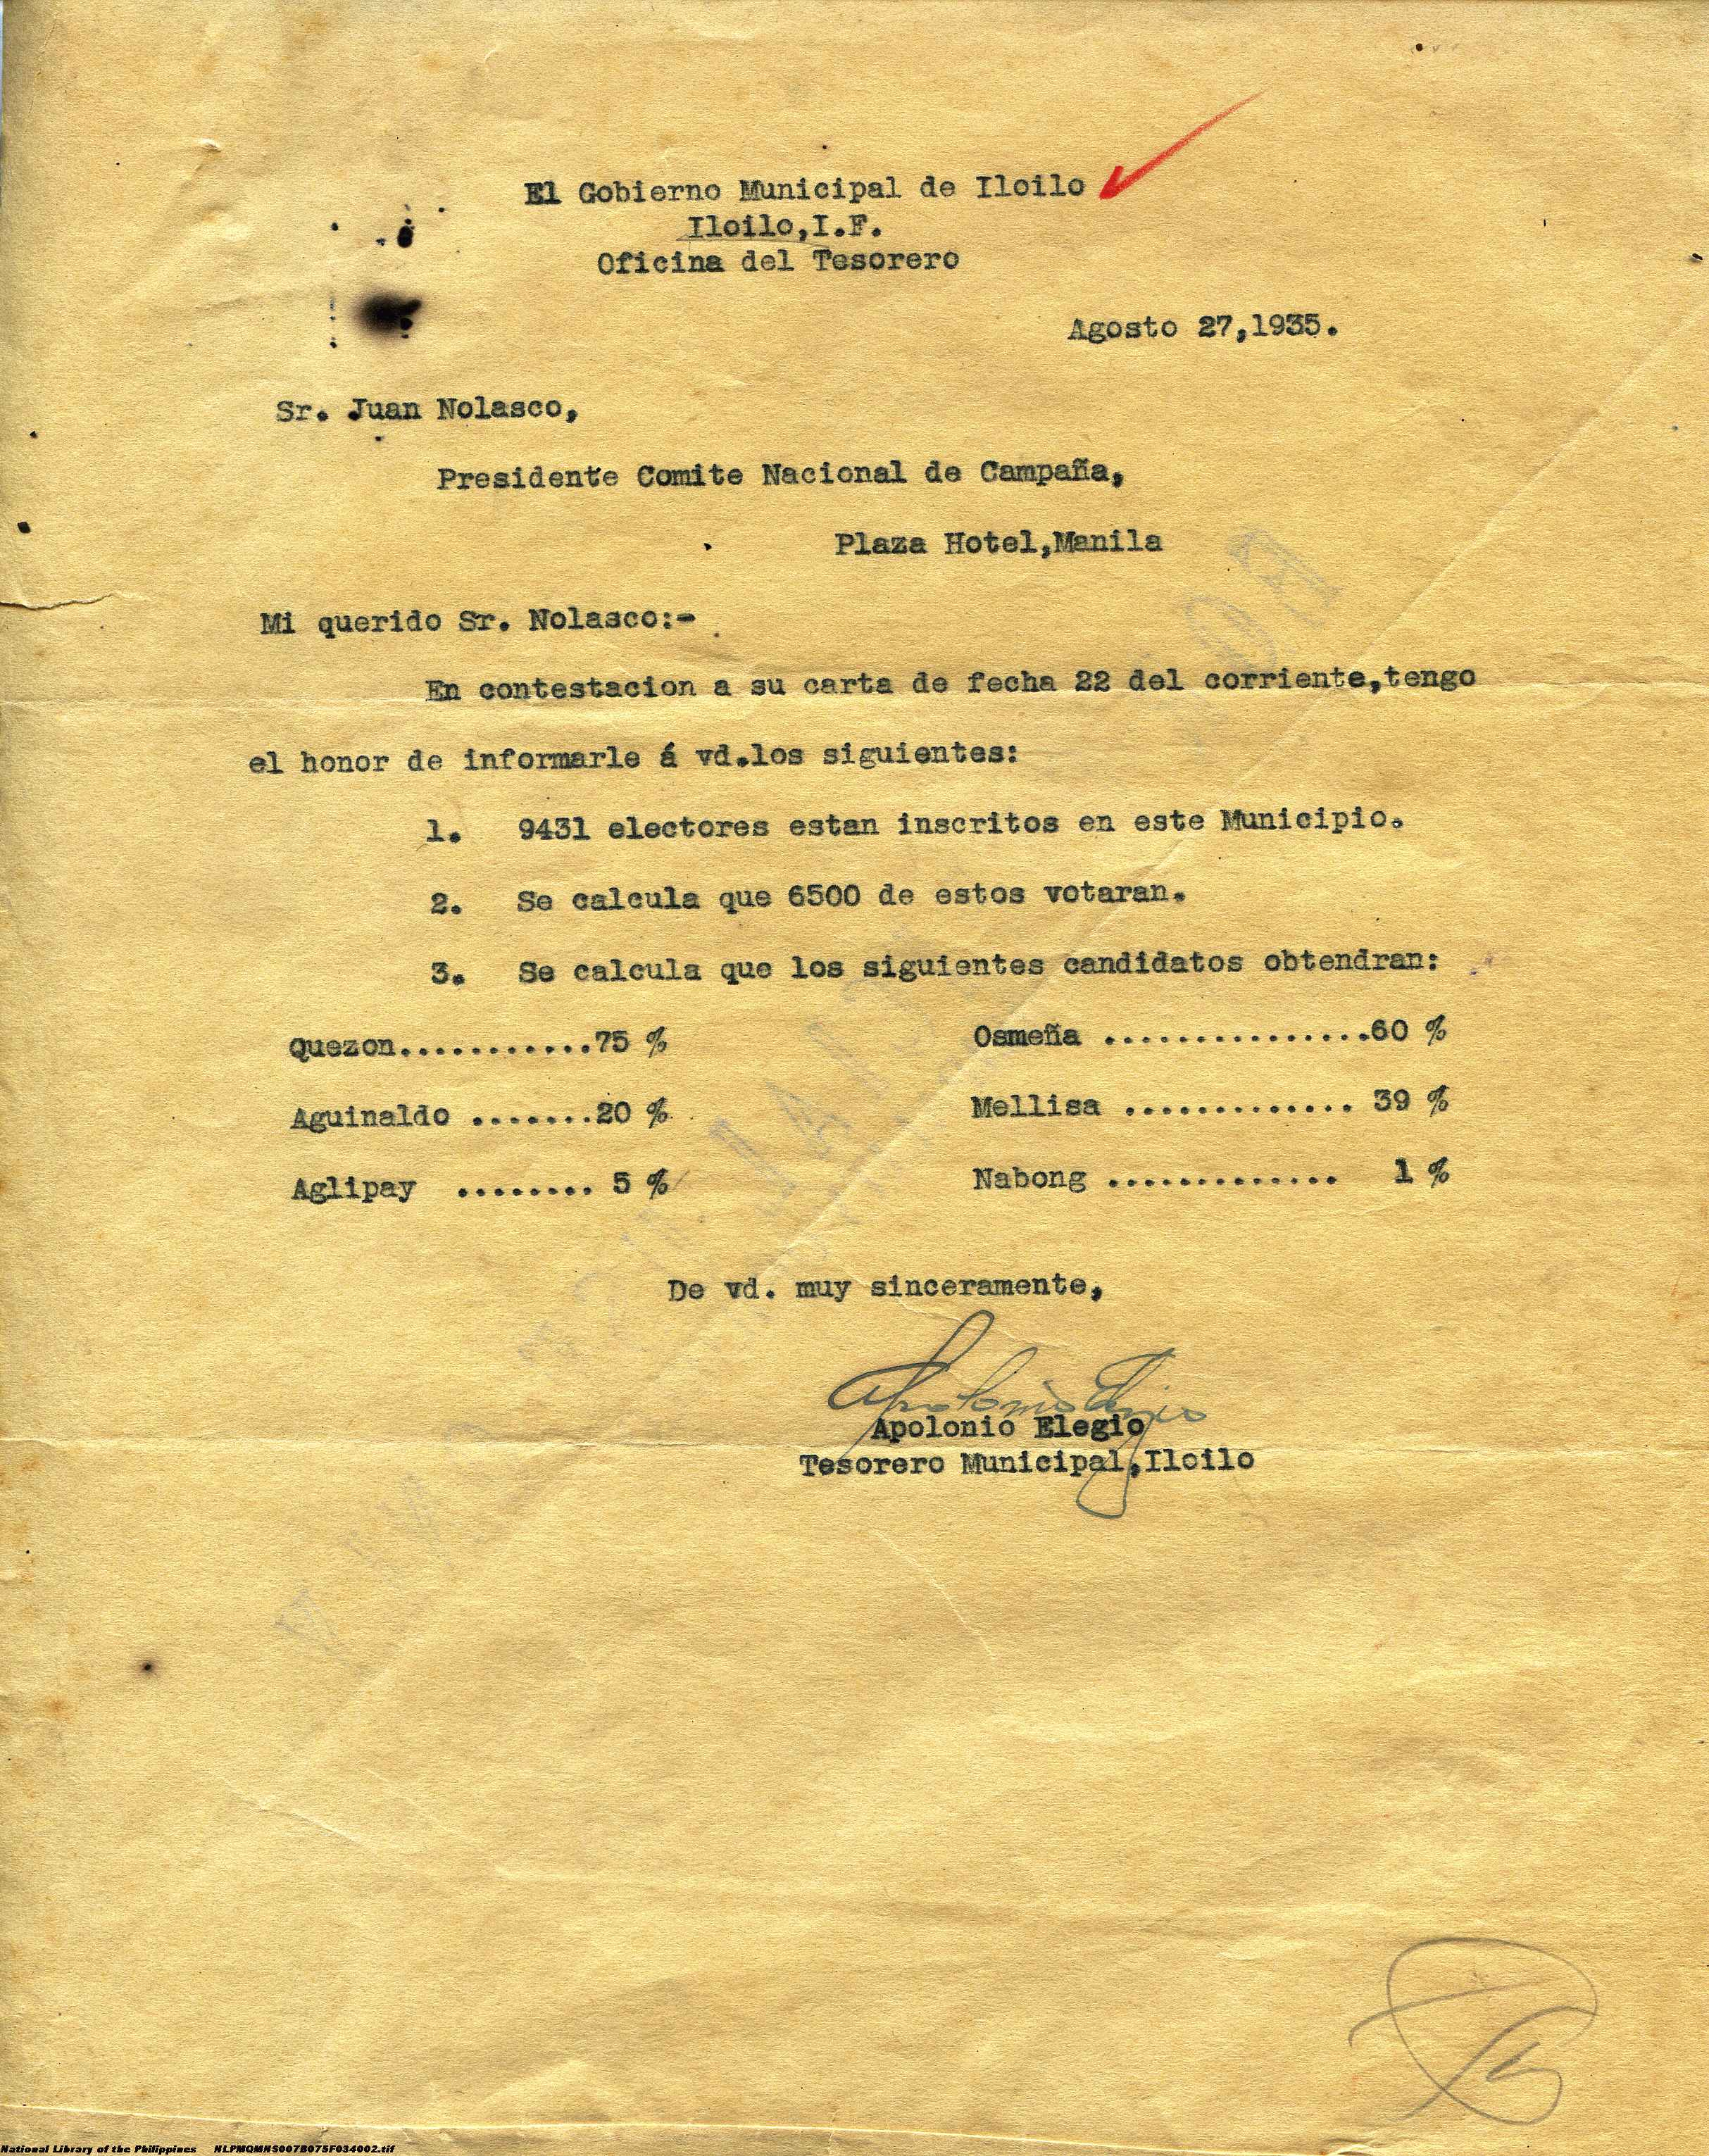 El Gobierno Municipal de Iloilo
Iloilo,I.F.
Oficina del Tesorero
Agosto 27,1935.
Sr. Juan Nolasco,
Presidente Comite Nacional de Campaña,
Plaza Hotel,Manila
Mi querido Sr. Nolasco:-
En contestacion a su carta de fecha 22 del corriente,tengo
el honor de informarle á vd.los siguientes:
1. 9431 electores estan inscritos en este Municipio.
2. Se calcula que 6500 de estos votaran.
3. Se calcula que los siguientes candidatos obtendran:
Quezon...........75 % Osmeña ...............60 %
Aguinaldo .......20 % Mellisa ............. 39 %
Aglipay ........ 5 % Nabong ............. 1 %
De vd. muy sinceramente,
Apolonio Elegio
Apolonio Elegio
Tesorero Municipal,Iloilo
National Library of the Philippines NLPMQMNS007B075F034002.tif